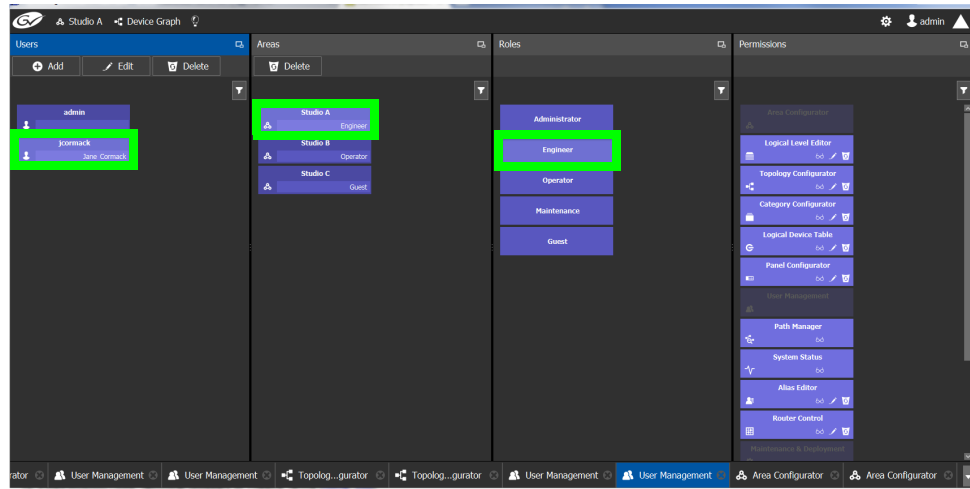 GV Studio A Device Graph admin
Users
Add Edit Delete
admin
jcormack
Jane Cormack
Areas
Delete
Studio A
Engineer
Studio B
Operator
Studio C
Guest
Roles
Administrator
Engineer
Operator
Maintenance
Guest
Permissions
Area Configurator
Logical Level Editor
Topology Configurator
Category Configurator
Logical Device Table
Panel Configurator
User Management
Path Manager
System Status
Alias Editor
Router Control
Maintenance & Deployment
rator User Management User Management Topolog...gurator Topolog...gurator User Management User Management Area Configurator Area Configurator